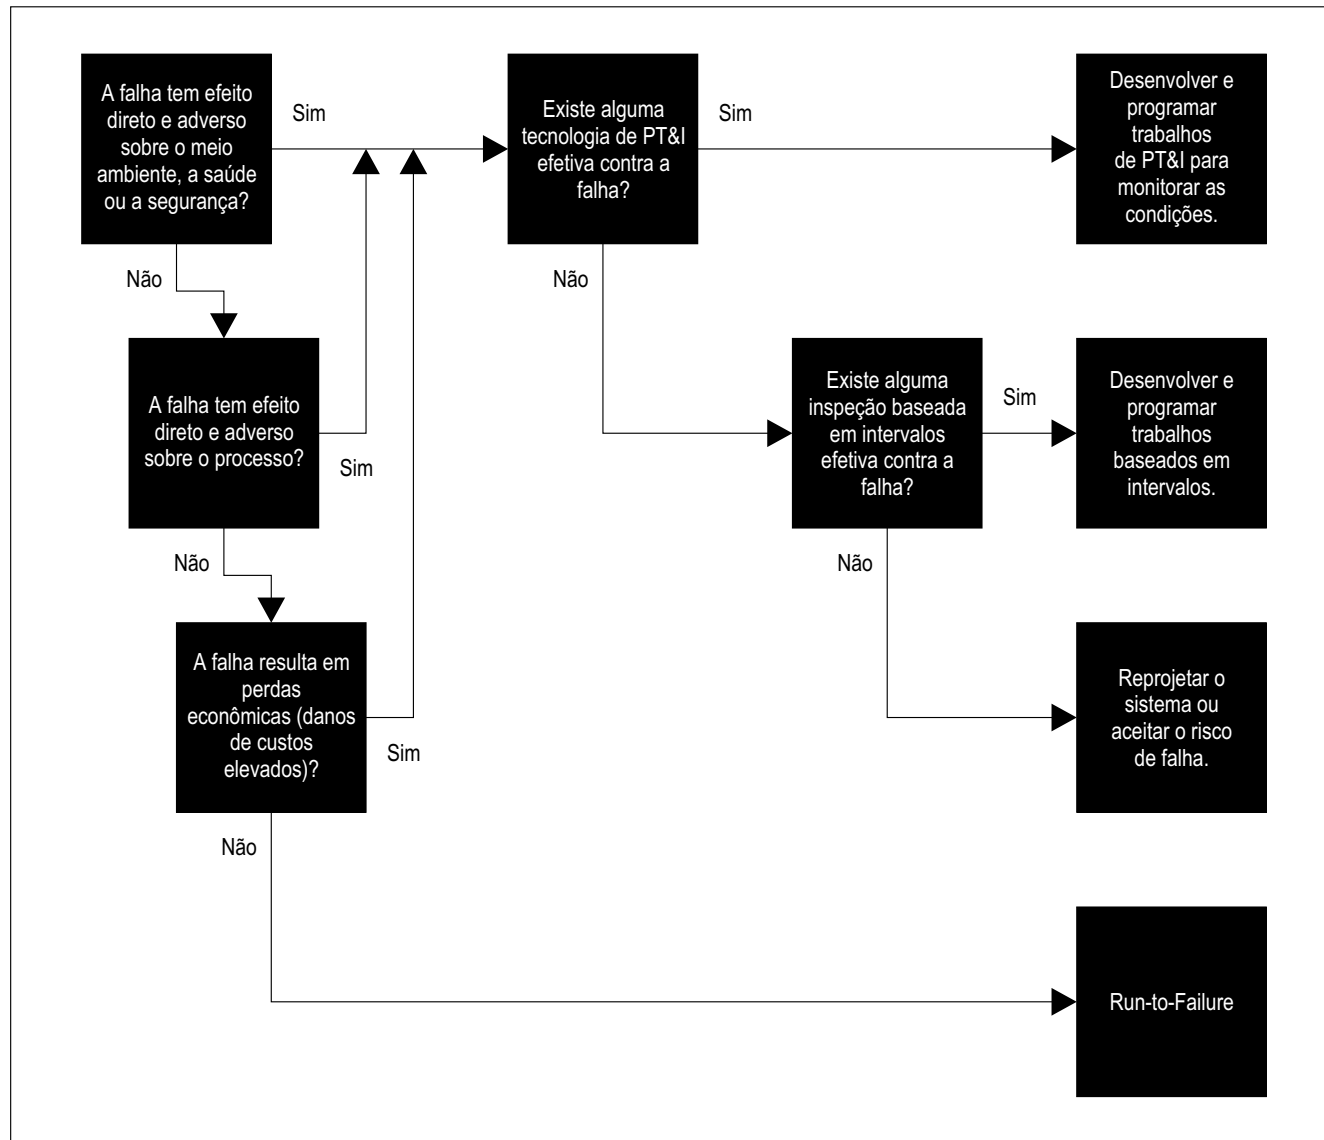 A falha tem efeito
direto e adverso
sobre o meio
ambiente, a saúde
ou a segurança?
Sim
Existe alguma
tecnologia de PT&I
efetiva contra a
falha?
Sim
Desenvolver e
programar
trabalhos
de PT&I para
monitorar as
condições.
Não
Não
A falha tem efeito
direto e adverso
sobre o processo?
Sim
Existe alguma
inspeção baseada
em intervalos
efetiva contra a
falha?
Sim
Desenvolver e
programar
trabalhos
baseados em
intervalos.
Não
Não
A falha resulta em
perdas
econômicas (danos
de custos
elevados)?
Sim
Reprojetar o
sistema ou
aceitar o risco
de falha.
Não
Run-to-Failure